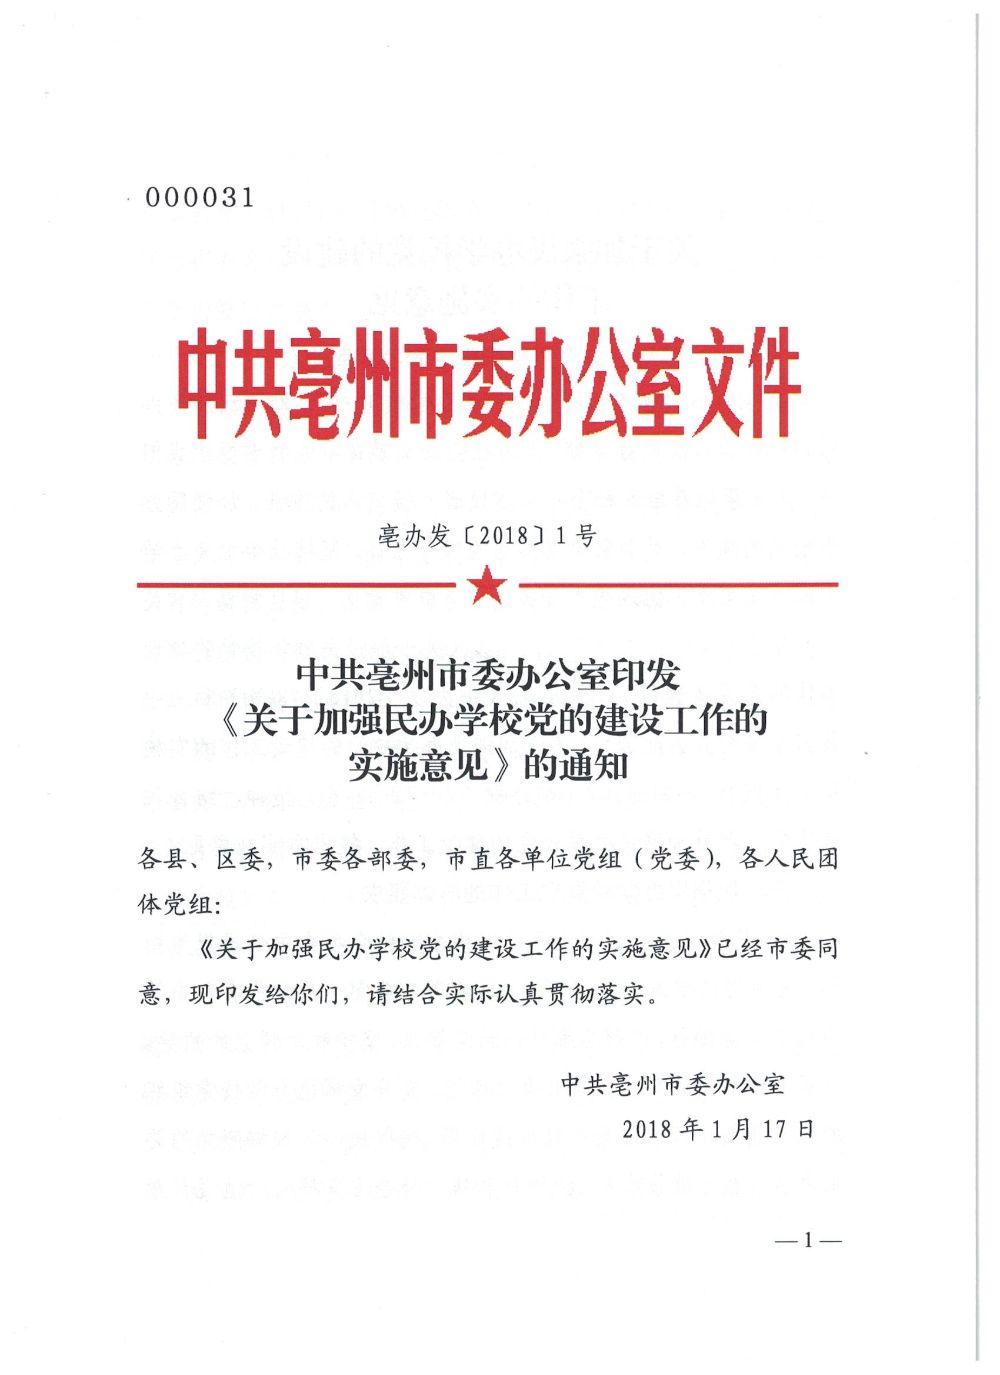 000031
中共亳州市委办公室文件
亳办发〔2018〕1号
中共亳州市委办公室印发
《关于加强民办学校党的建设工作的
实施意见》的通知
各县、区委，市委各部委，市直各单位党组（党委），各人民团
体党组：
《关于加强民办学校党的建设工作的实施意见》已经市委同
意，现印发给你们，请结合实际认真贯彻落实。
中共亳州市委办公室
2018年1月17日
—1—